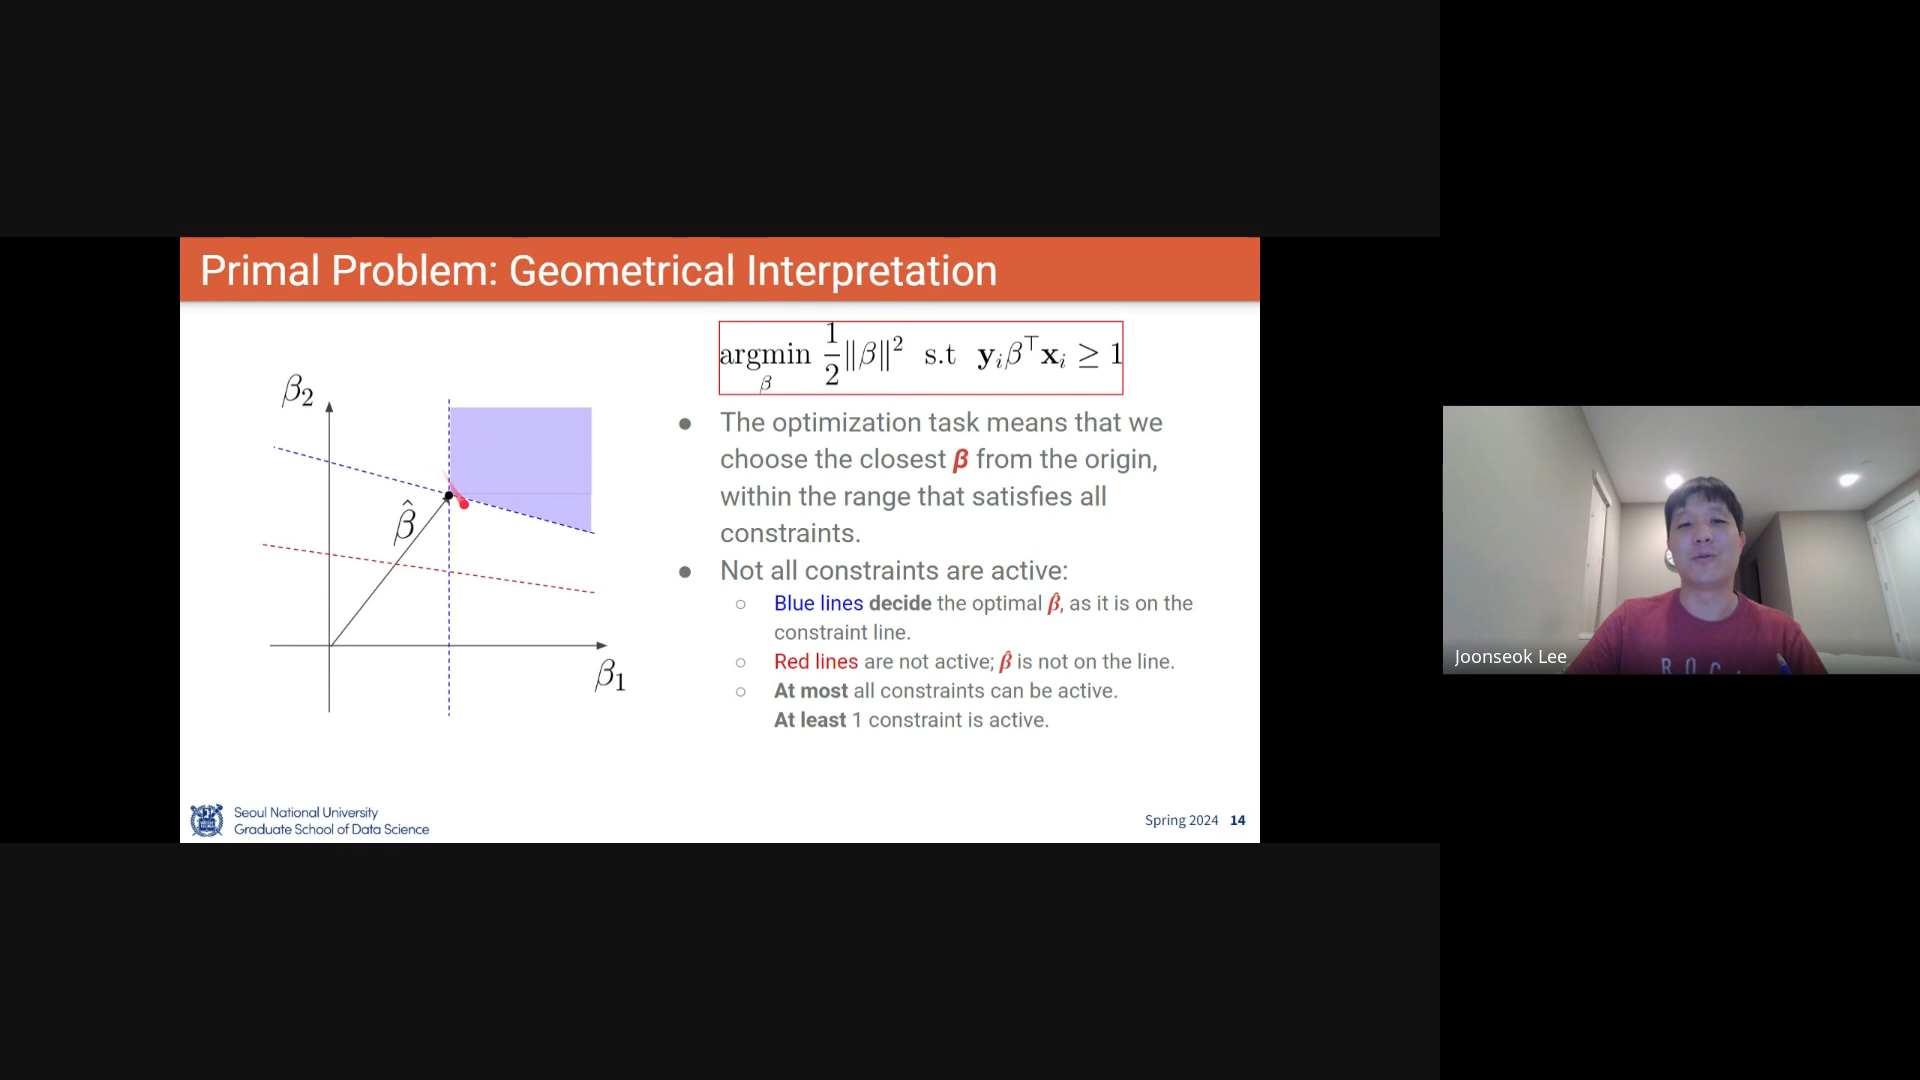 Primal Problem: Geometrical Interpretation
argmin 1/2 ||β||² s.t yᵢβ⊤xᵢ ≥ 1
β
β₂
β̂
β₁
● The optimization task means that we
choose the closest β from the origin,
within the range that satisfies all
constraints.
● Not all constraints are active:
○ Blue lines decide the optimal β̂, as it is on the
constraint line.
○ Red lines are not active; β̂ is not on the line.
○ At most all constraints can be active.
At least 1 constraint is active.
Seoul National University
Graduate School of Data Science
Spring 2024 14
Joonseok Lee